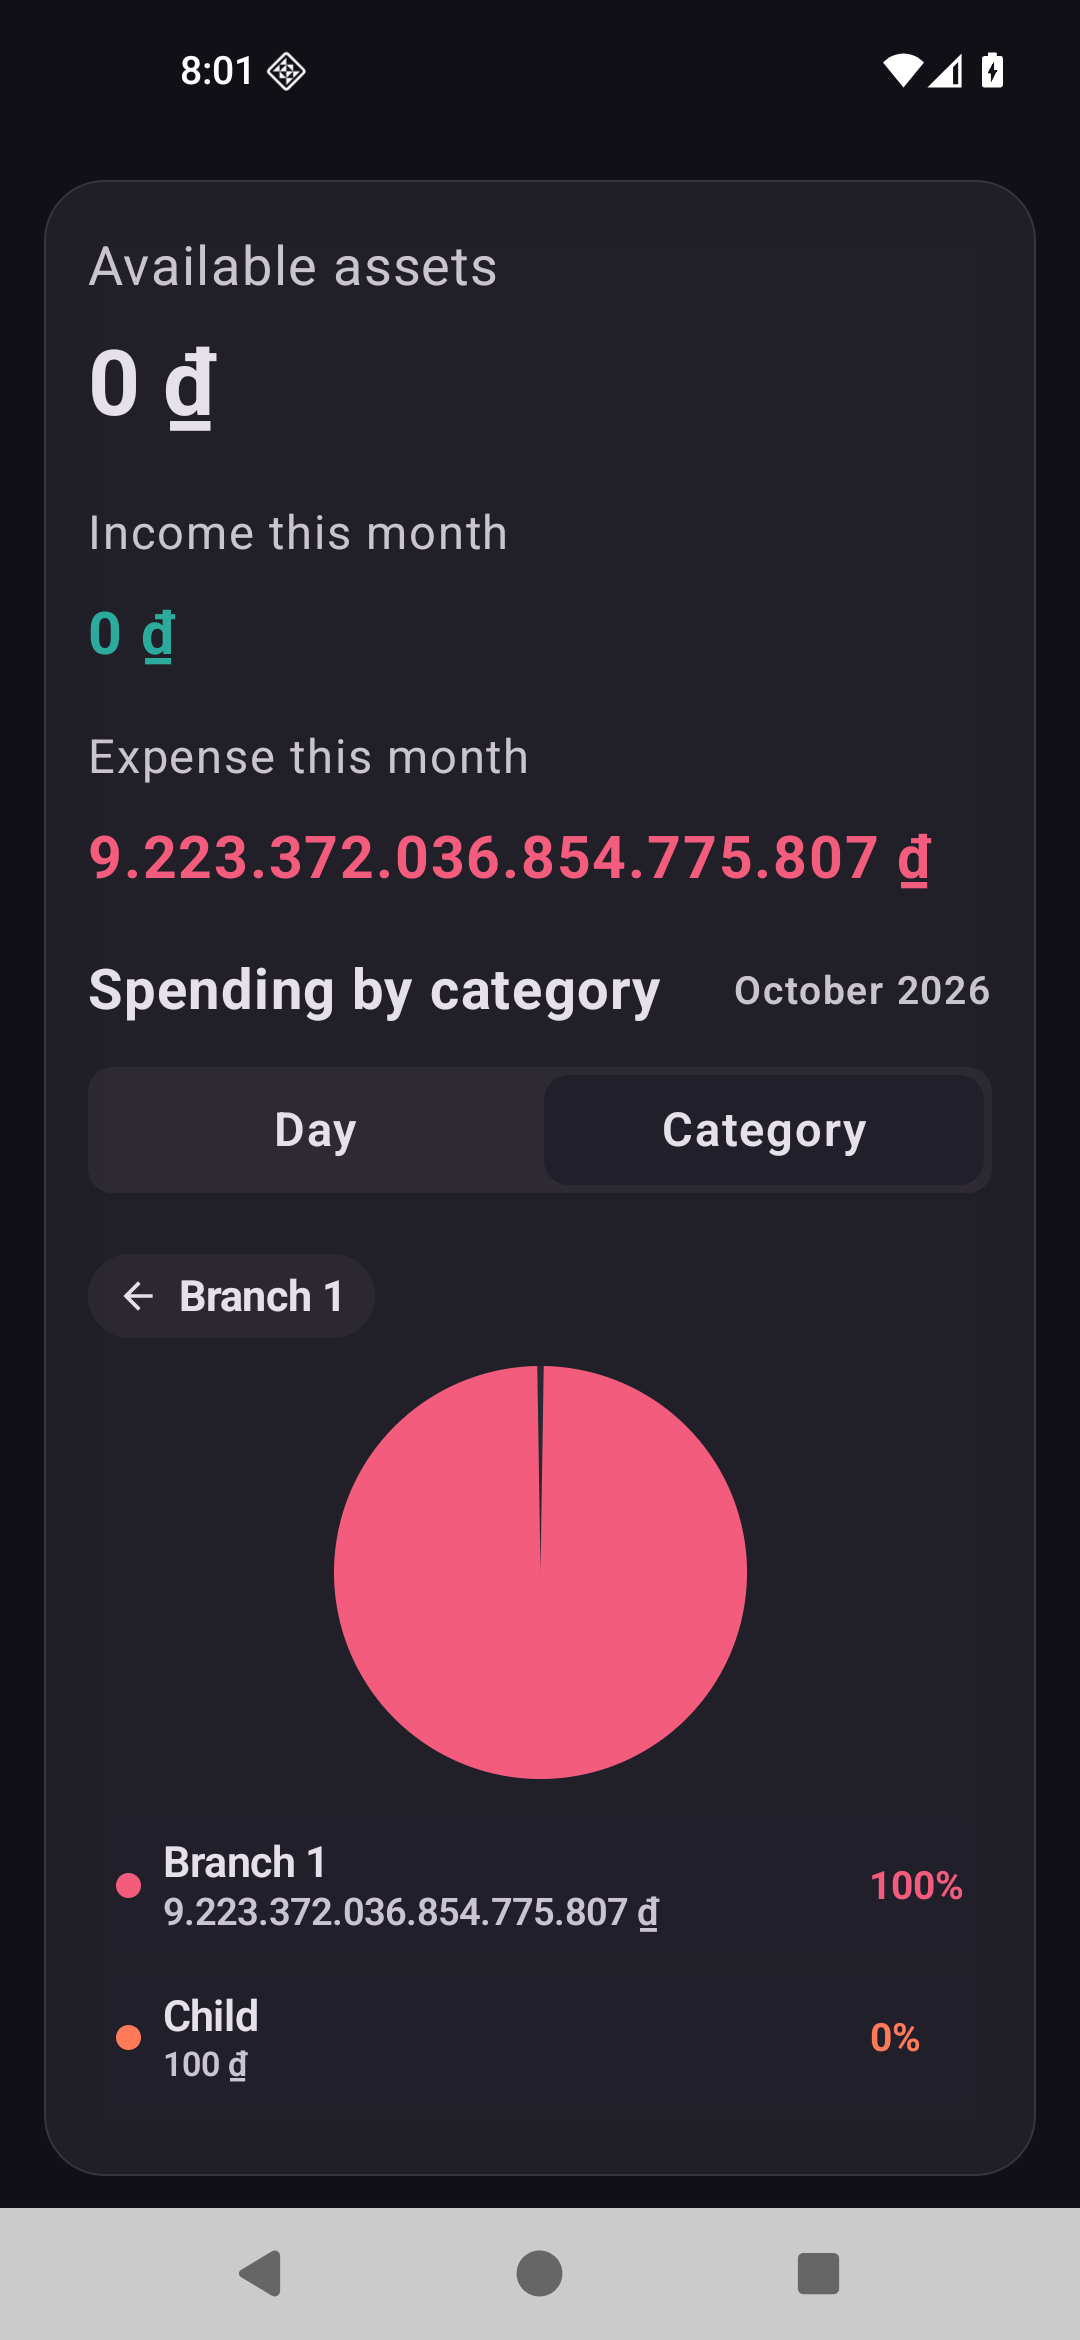 8:01
Available assets
0 ₫
Income this month
0 ₫
Expense this month
9.223.372.036.854.775.807 ₫
Spending by category October 2026
Day Category
Branch 1
Branch 1
9.223.372.036.854.775.807 ₫
100%
Child
100 ₫
0%